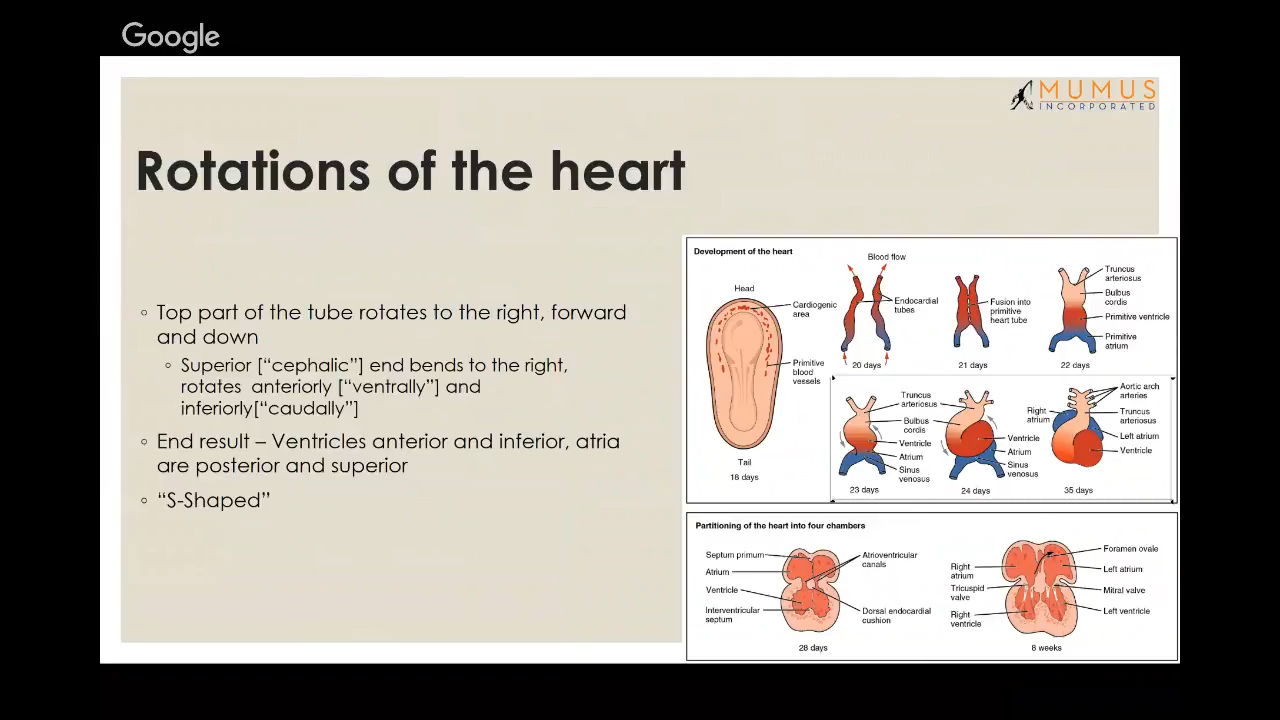 Google
MUMUS
INCORPORATED
Rotations of the heart
◦ Top part of the tube rotates to the right, forward
and down
◦ Superior [“cephalic”] end bends to the right,
rotates anteriorly [“ventrally”] and
inferiorly[“caudally”]
◦ End result – Ventricles anterior and inferior, atria
are posterior and superior
◦ “S-Shaped”
Development of the heart
Head
Cardiogenic
area
Primitive
blood
vessels
Tail
18 days
Blood flow
Endocardial
tubes
20 days
Fusion into
primitive
heart tube
21 days
Truncus
arteriosus
Bulbus
cordis
Primitive ventricle
Primitive
atrium
22 days
Truncus
arteriosus
Bulbus
cordis
Ventricle
Atrium
Sinus
venosus
23 days
Ventricle
Atrium
Sinus
venosus
24 days
Right
atrium
Aortic arch
arteries
Truncus
arteriosus
Left atrium
Ventricle
35 days
Partitioning of the heart into four chambers
Septum primum
Atrium
Ventricle
Interventricular
septum
Atrioventricular
canals
Dorsal endocardial
cushion
28 days
Right
atrium
Tricuspid
valve
Right
ventricle
Foramen ovale
Left atrium
Mitral valve
Left ventricle
8 weeks